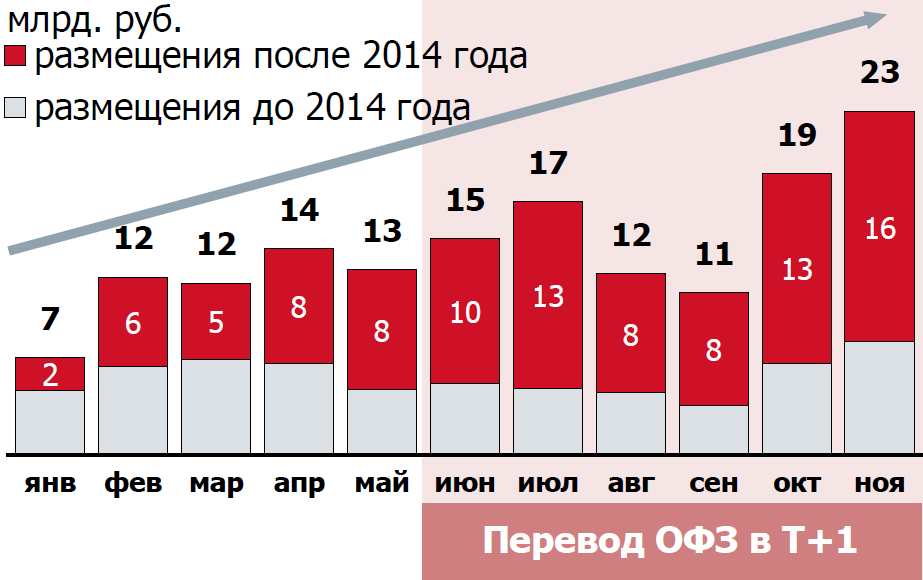 млрд. руб.
размещения после 2014 года
размещения до 2014 года
7 12 12 14 13 15 17 12 11 19 23
2 6 5 8 8 10 13 8 8 13 16
янв фев мар апр май июн июл авг сен окт ноя
Перевод ОФЗ в Т+1